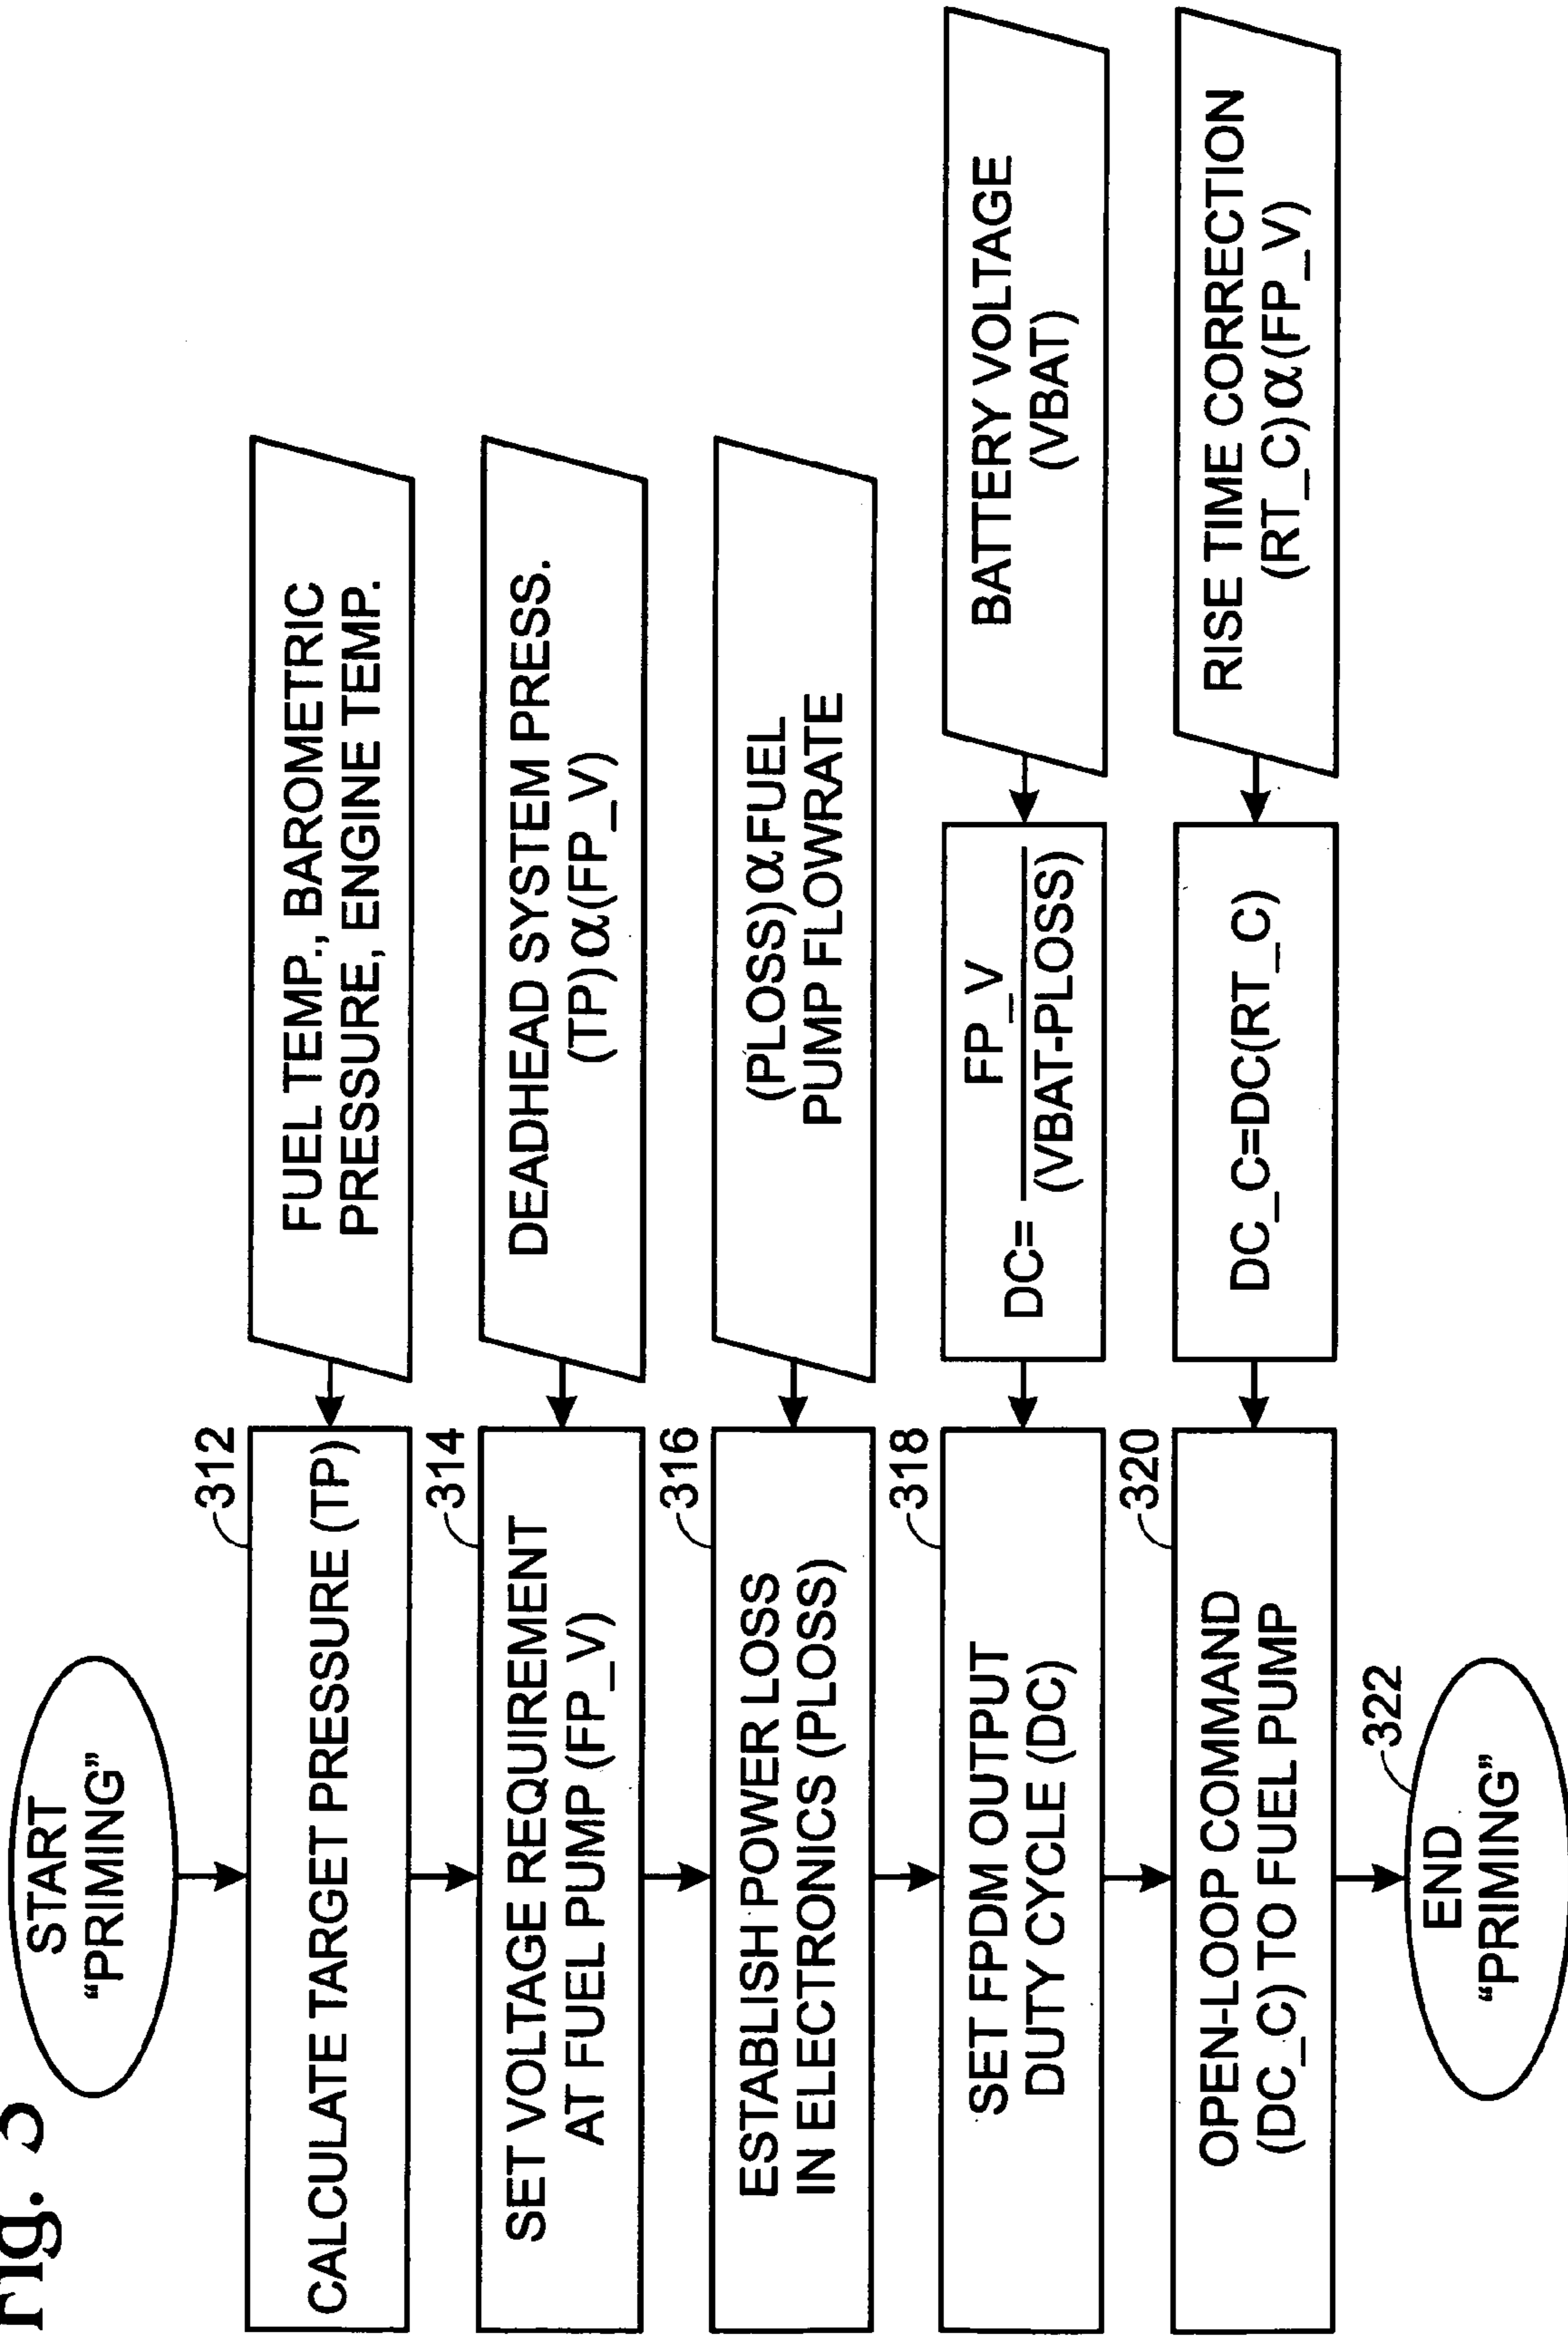 Fig. 3
START
“PRIMING”
312
CALCULATE TARGET PRESSURE (TP)
FUEL TEMP., BAROMETRIC
PRESSURE, ENGINE TEMP.
314
SET VOLTAGE REQUIREMENT
AT FUEL PUMP (FP_V)
DEADHEAD SYSTEM PRESS.
(TP)α(FP_V)
316
ESTABLISH POWER LOSS
IN ELECTRONICS (PLOSS)
(PLOSS)αFUEL
PUMP FLOWRATE
318
SET FPDM OUTPUT
DUTY CYCLE (DC)
FP_V
DC=
(VBAT-PLOSS)
BATTERY VOLTAGE
(VBAT)
320
OPEN-LOOP COMMAND
(DC_C) TO FUEL PUMP
DC_C=DC(RT_C)
RISE TIME CORRECTION
(RT_C)α(FP_V)
322
END
“PRIMING”